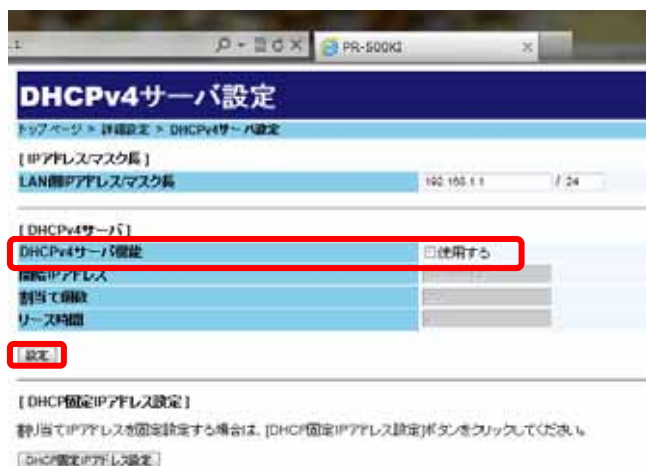 PR-500KI
DHCPv4サーバ設定
トップページ > 詳細設定 > DHCPv4サーバ設定
[IPアドレス/マスク長]
LAN側IPアドレス/マスク長 192.168.1.1 / 24
[DHCPv4サーバ]
DHCPv4サーバ機能 使用する
開始IPアドレス
割当て個数
リース時間
設定
[DHCP固定IPアドレス設定]
割り当てIPアドレスを固定設定する場合は、[DHCP固定IPアドレス設定]ボタンをクリックしてください。
DHCP固定IPアドレス設定